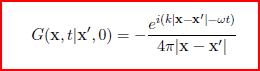 G(x, t|x′, 0) = − e^{i(k|x−x′|−ωt)} / 4π|x − x′|